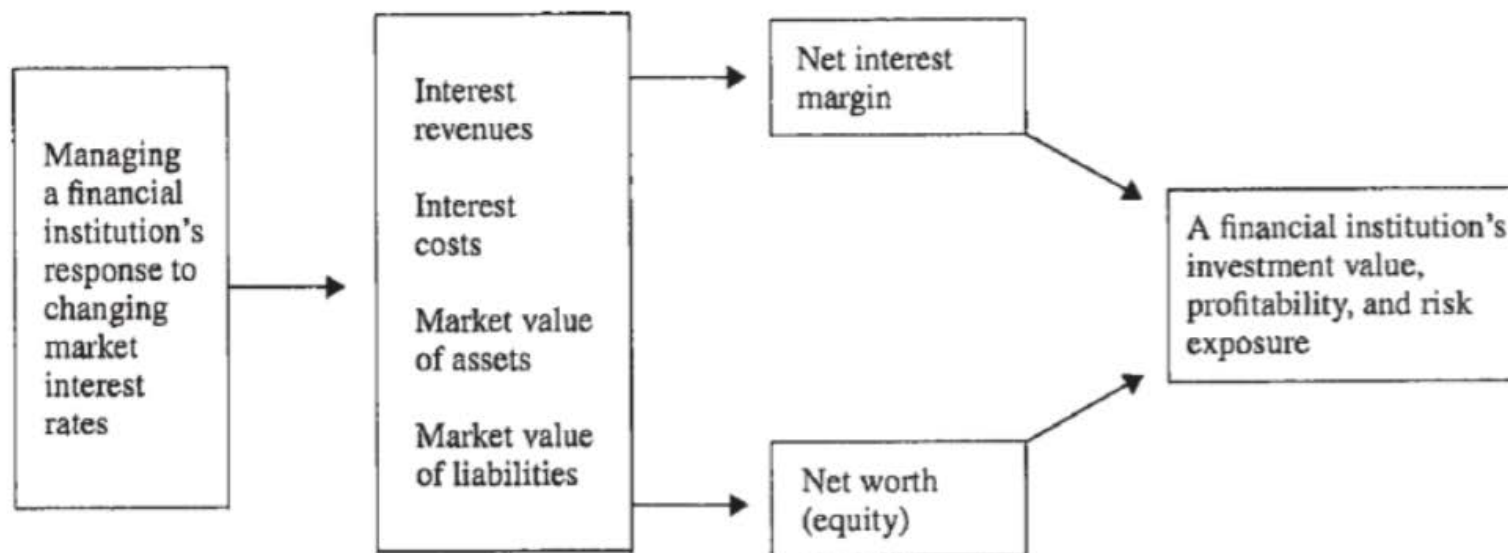 Managing
a financial
institution's
response to
changing
market
interest
rates
Interest
revenues
Interest
costs
Market value
of assets
Market value
of liabilities
Net interest
margin
Net worth
(equity)
A financial institution's
investment value,
profitability, and risk
exposure